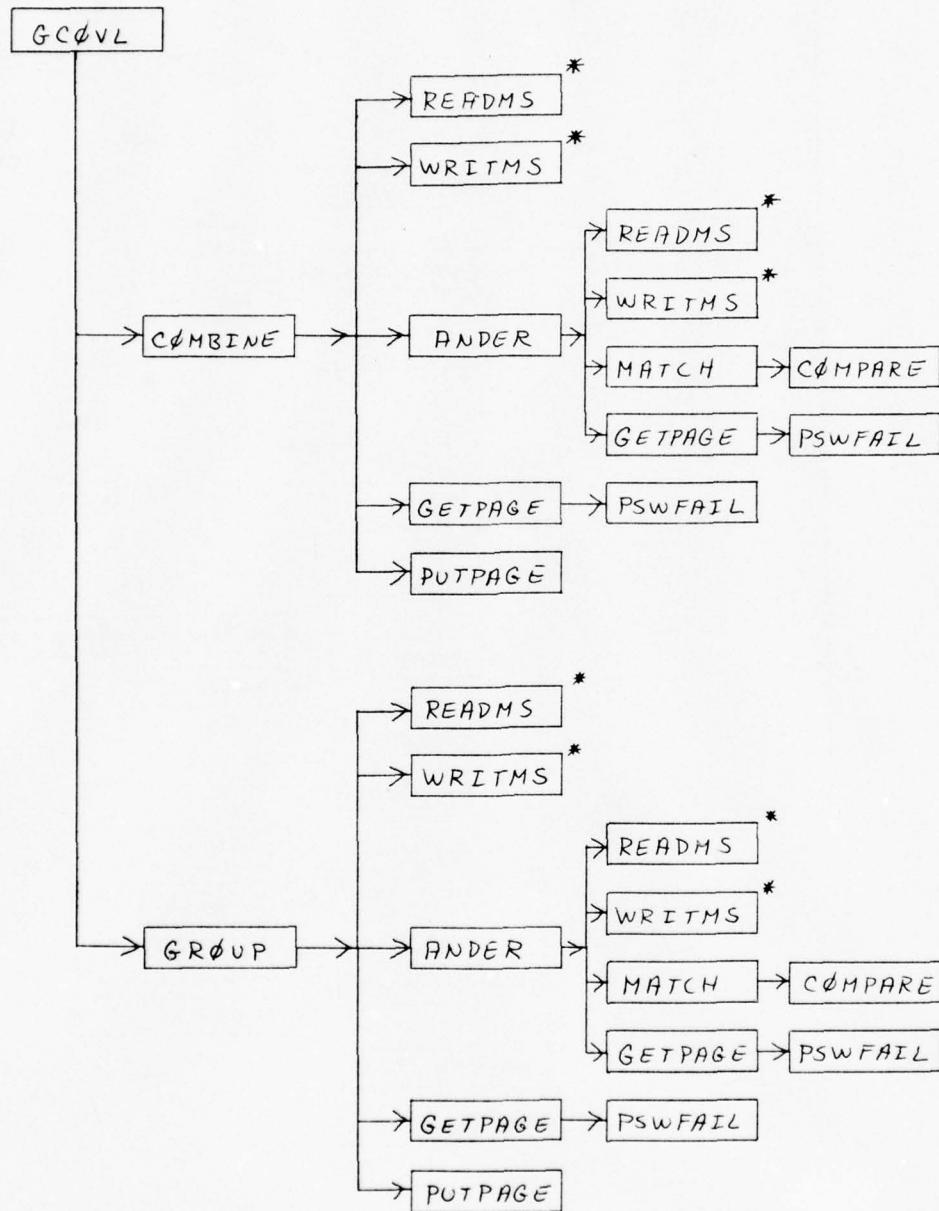 GCØVL
READMS *
WRITMS *
READMS *
WRITMS *
CØMBINE
ANDER
MATCH
CØMPARE
GETPAGE
PSWFAIL
GETPAGE
PSWFAIL
PUTPAGE
READMS *
WRITMS *
READMS *
WRITMS *
GRØUP
ANDER
MATCH
CØMPARE
GETPAGE
PSWFAIL
GETPAGE
PSWFAIL
PUTPAGE